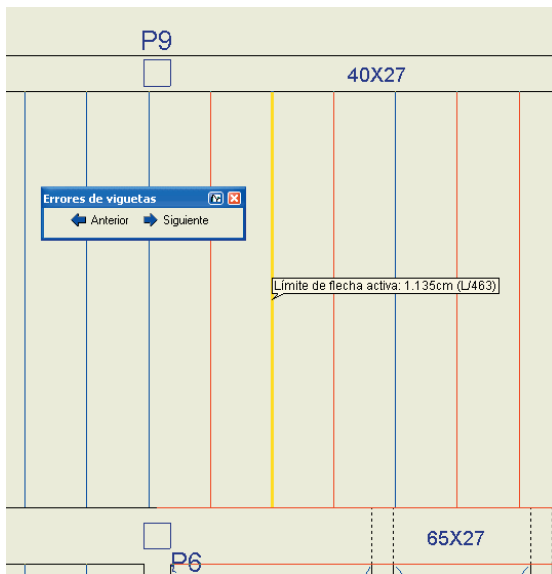 P9
40X27
Errores de viguetas
Anterior Siguiente
Límite de flecha activa: 1.135cm (L/463)
65X27
P6